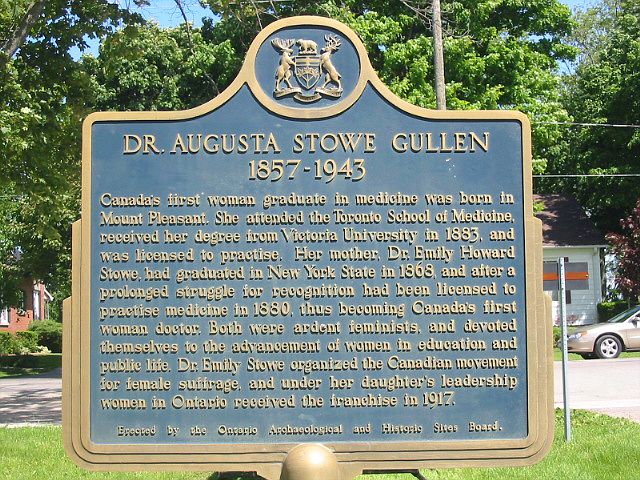 DR. AUGUSTA STOWE GULLEN
1857-1943
Canada's first woman graduate in medicine was born in
Mount Pleasant. She attended the Toronto School of Medicine,
received her degree from Victoria University in 1883, and
was licensed to practise. Her mother, Dr. Emily Howard
Stowe, had graduated in New York State in 1868, and after a
prolonged struggle for recognition had been licensed to
practise medicine in 1880, thus becoming Canada's first
woman doctor. Both were ardent feminists, and devoted
themselves to the advancement of women in education and
public life. Dr. Emily Stowe organized the Canadian movement
for female suffrage, and under her daughter's leadership
women in Ontario received the franchise in 1917.
Erected by the Ontario Archaeological and Historic Sites Board.